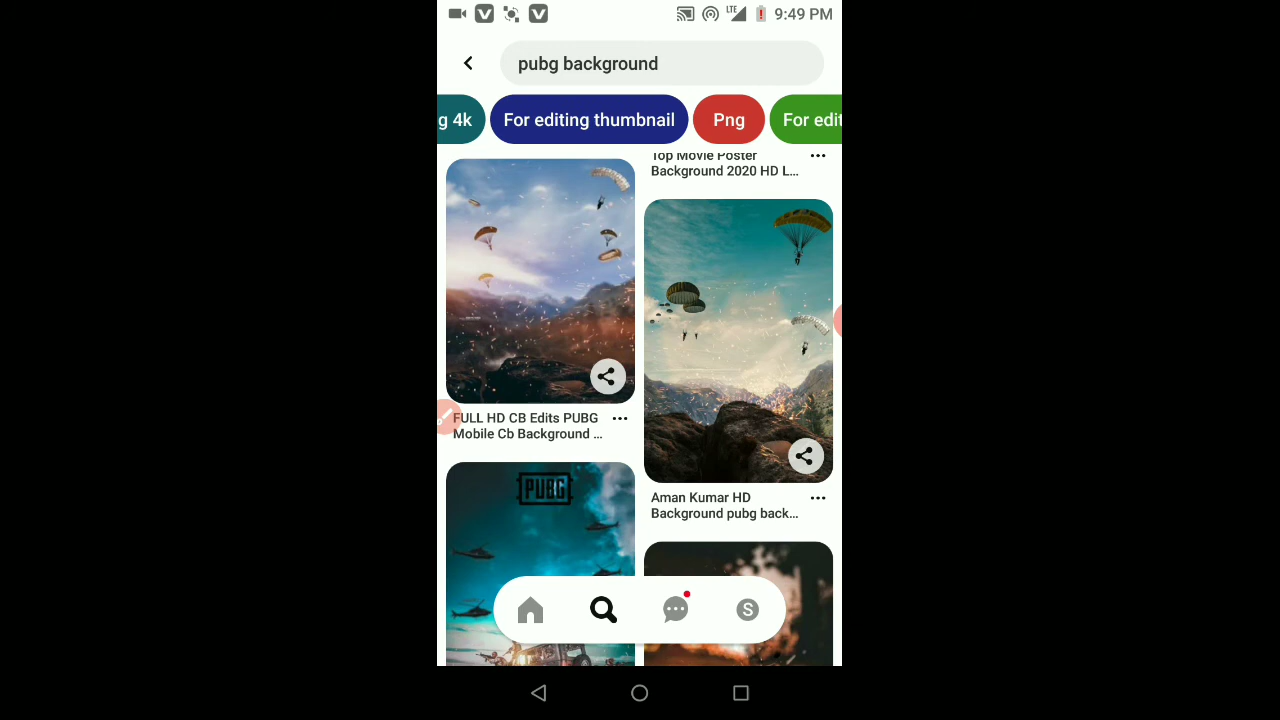 LTE 9:49 PM
pubg background
g 4k
For editing thumbnail
Png
For edit
Top Movie Poster
Background 2020 HD L...
FULL HD CB Edits PUBG
Mobile Cb Background ...
Aman Kumar HD
Background pubg back...
PUBG
S